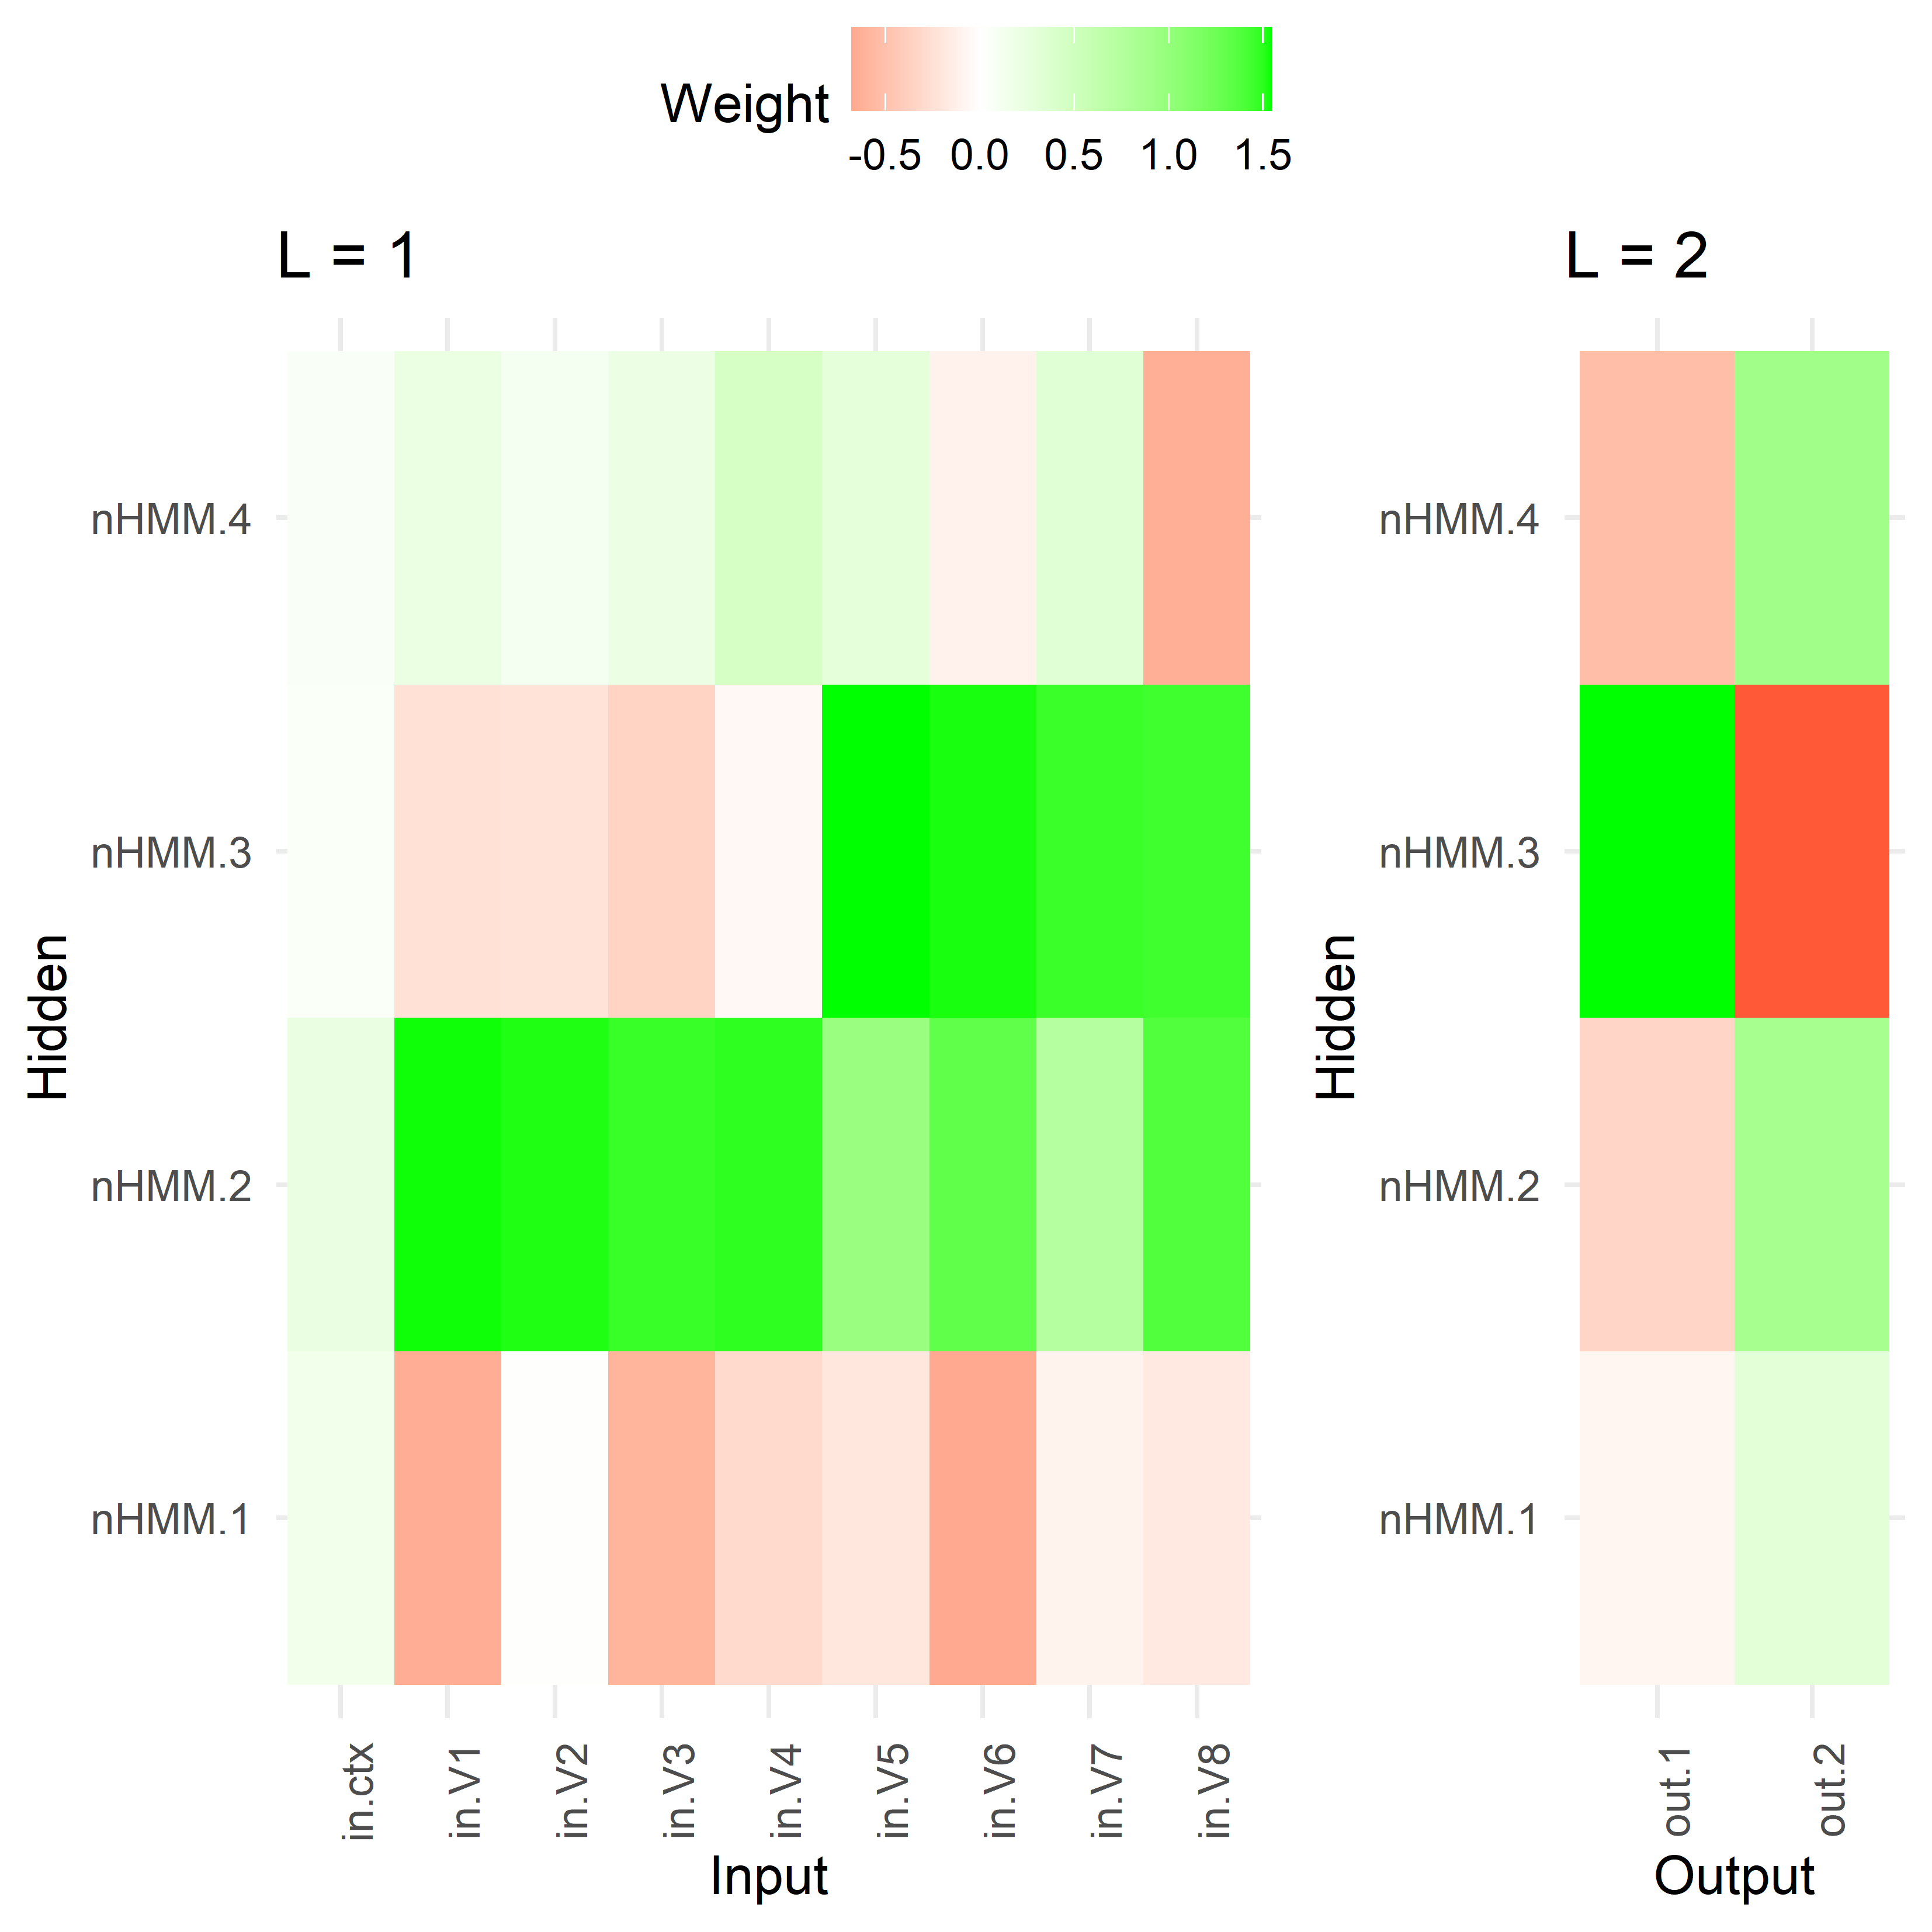 Weight
-0.5 0.0 0.5 1.0 1.5
L = 1
nHMM.4
nHMM.3
nHMM.2
nHMM.1
Hidden
in.ctx
in.V1
in.V2
in.V3
in.V4
in.V5
in.V6
in.V7
in.V8
Input
L = 2
nHMM.4
nHMM.3
nHMM.2
nHMM.1
Hidden
out.1
out.2
Output